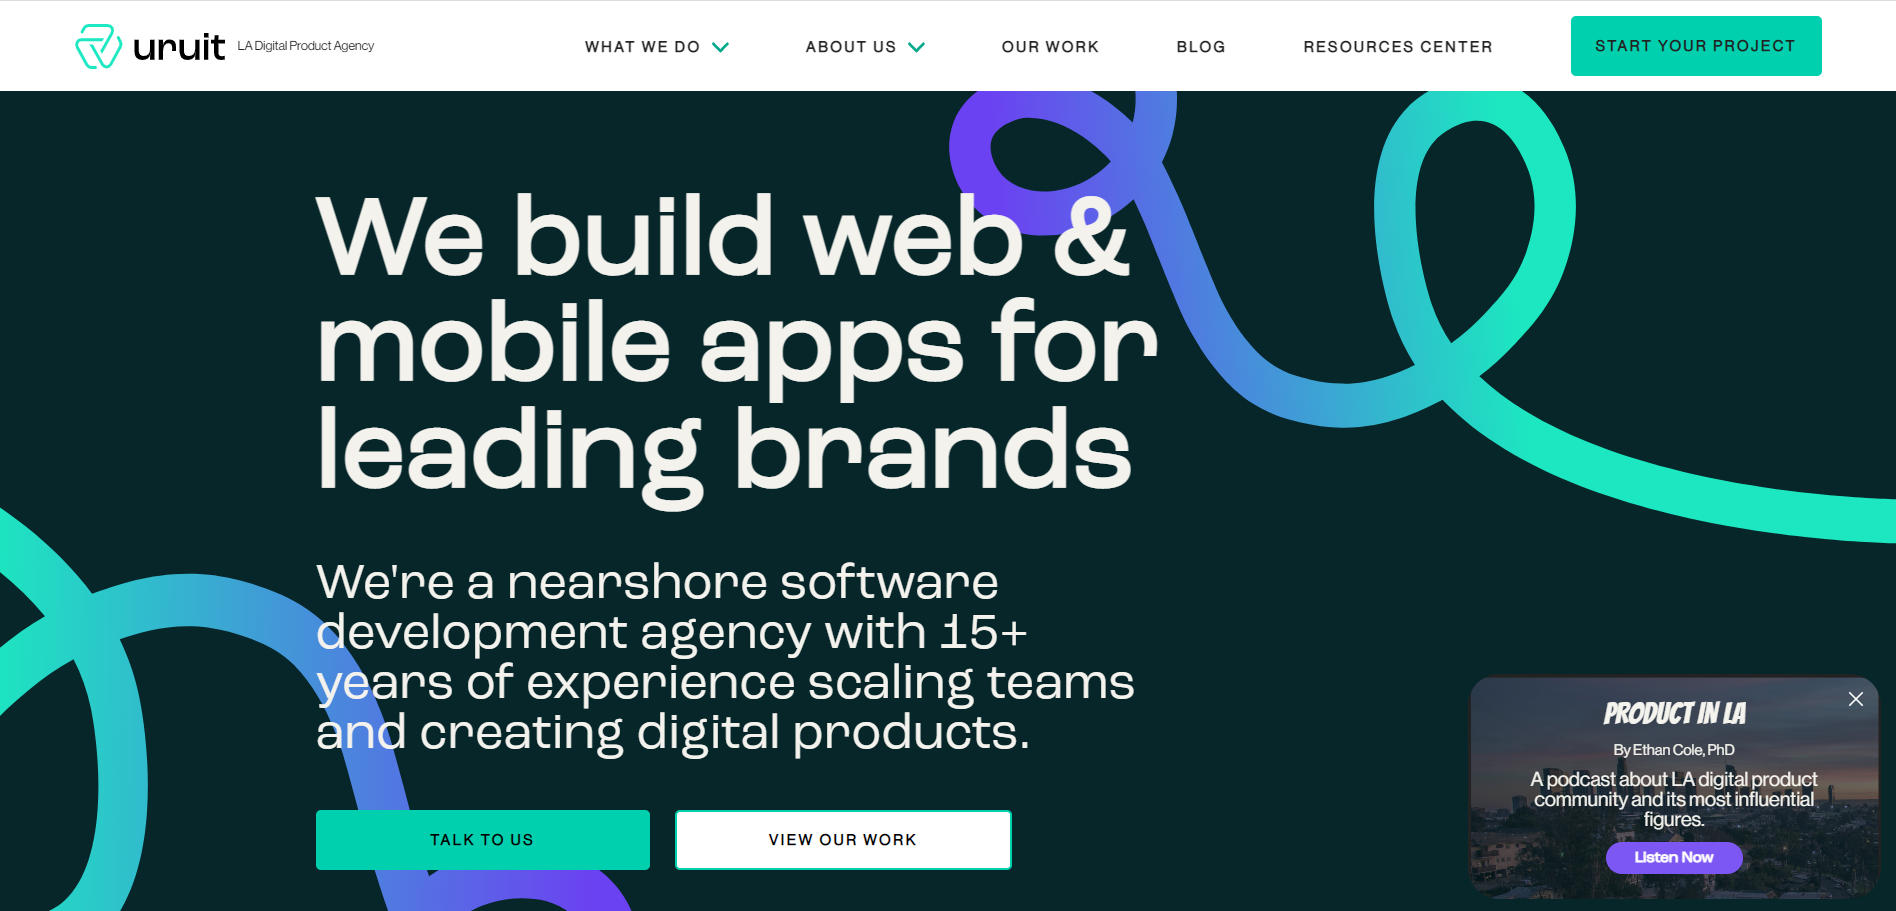 uruit
LA Digital Product Agency
WHAT WE DO
ABOUT US
OUR WORK
BLOG
RESOURCES CENTER
START YOUR PROJECT
We build web &
mobile apps for
leading brands
We're a nearshore software
development agency with 15+
years of experience scaling teams
and creating digital products.
TALK TO US
VIEW OUR WORK
PRODUCT IN LA
By Ethan Cole, PhD
A podcast about LA digital product
community and its most influential
figures.
Listen Now